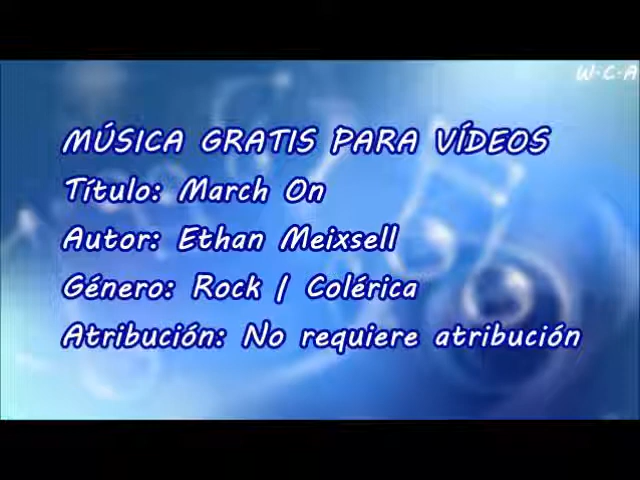 W-C-A
MÚSICA GRATIS PARA VÍDEOS
Título: March On
Autor: Ethan Meixsell
Género: Rock | Colérica
Atribución: No requiere atribución